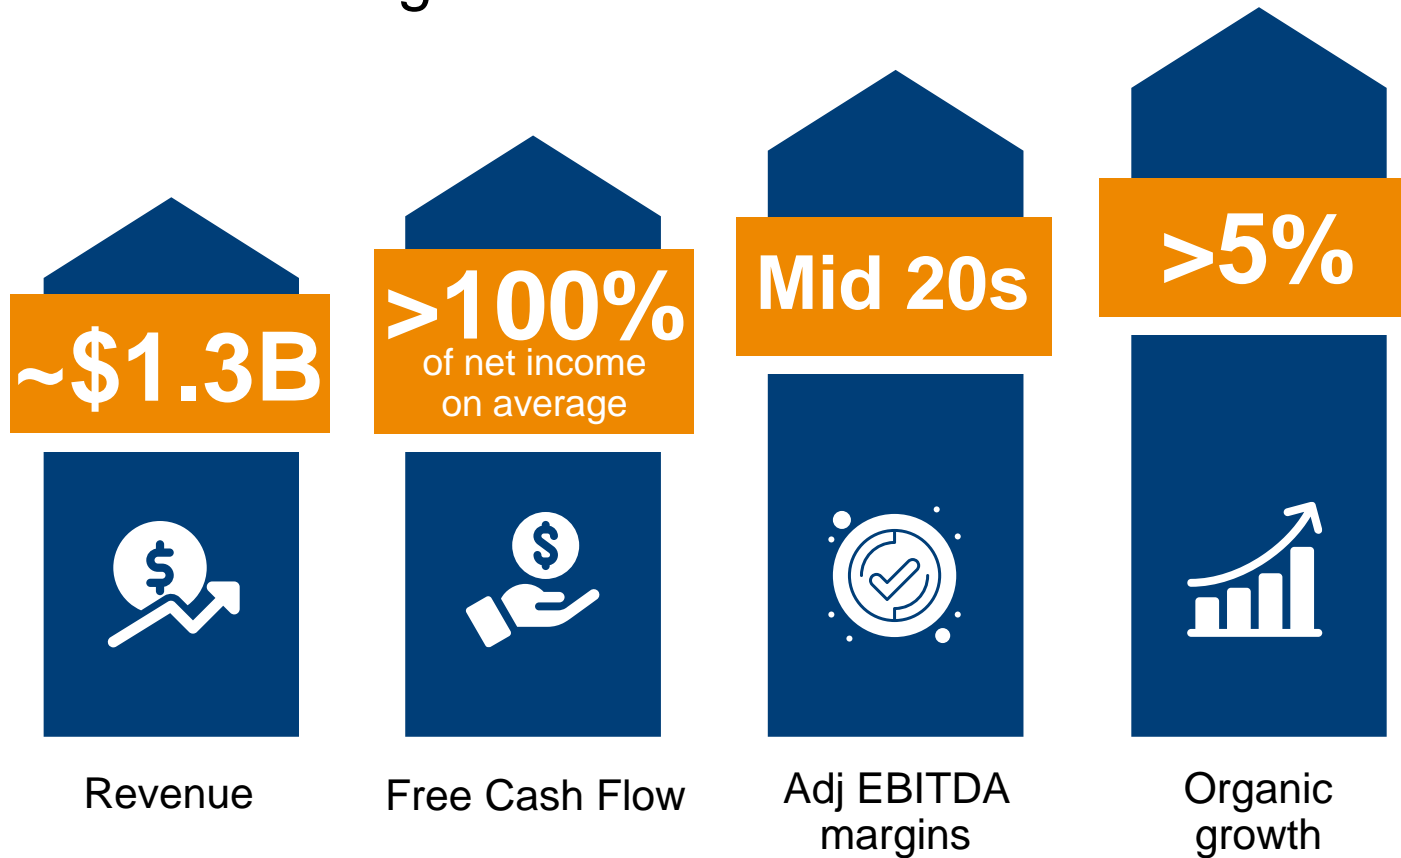 ~$1.3B
Revenue
>100%
of net income
on average
Free Cash Flow
Mid 20s
Adj EBITDA
margins
>5%
Organic
growth